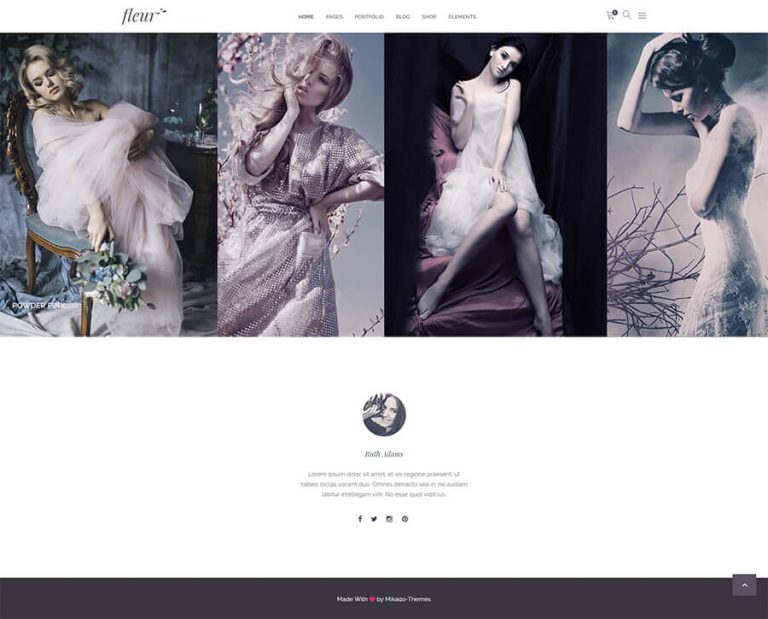 fleur
HOME PAGES PORTFOLIO BLOG SHOP ELEMENTS
POWDER PINK
Ruth Adams
Lorem ipsum dolor sit amet, et vix regione praesent, ut
habeo dictas vocent duo. Omnes detracto sea in, no audiam
labitur intellegam vim. No esse quot vidit ius.
Made With by Mikado-Themes